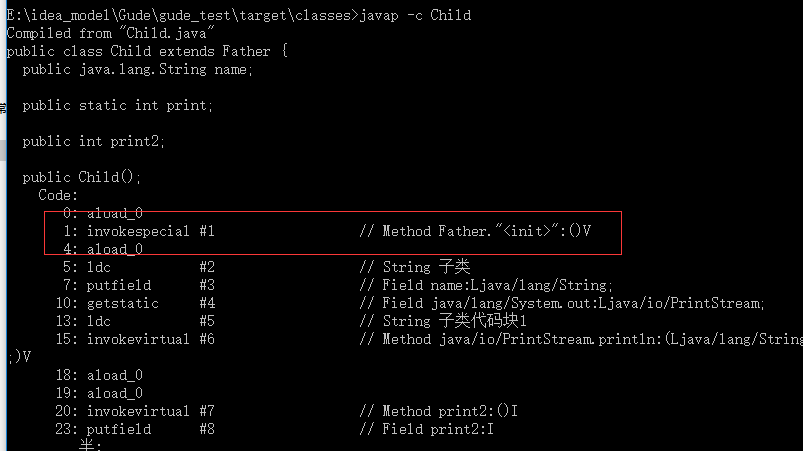 E:\idea_model\Gude\gude_test\target\classes>javap -c Child
Compiled from "Child.java"
public class Child extends Father {
  public java.lang.String name;
  public static int print;
  public int print2;
  public Child();
    Code:
       0: aload_0
       1: invokespecial #1                  // Method Father."<init>":()V
       4: aload_0
       5: ldc           #2                  // String 子类
       7: putfield      #3                  // Field name:Ljava/lang/String;
      10: getstatic     #4                  // Field java/lang/System.out:Ljava/io/PrintStream;
      13: ldc           #5                  // String 子类代码块1
      15: invokevirtual #6                  // Method java/io/PrintStream.println:(Ljava/lang/String
;)V
      18: aload_0
      19: aload_0
      20: invokevirtual #7                  // Method print2:()I
      23: putfield      #8                  // Field print2:I
半: